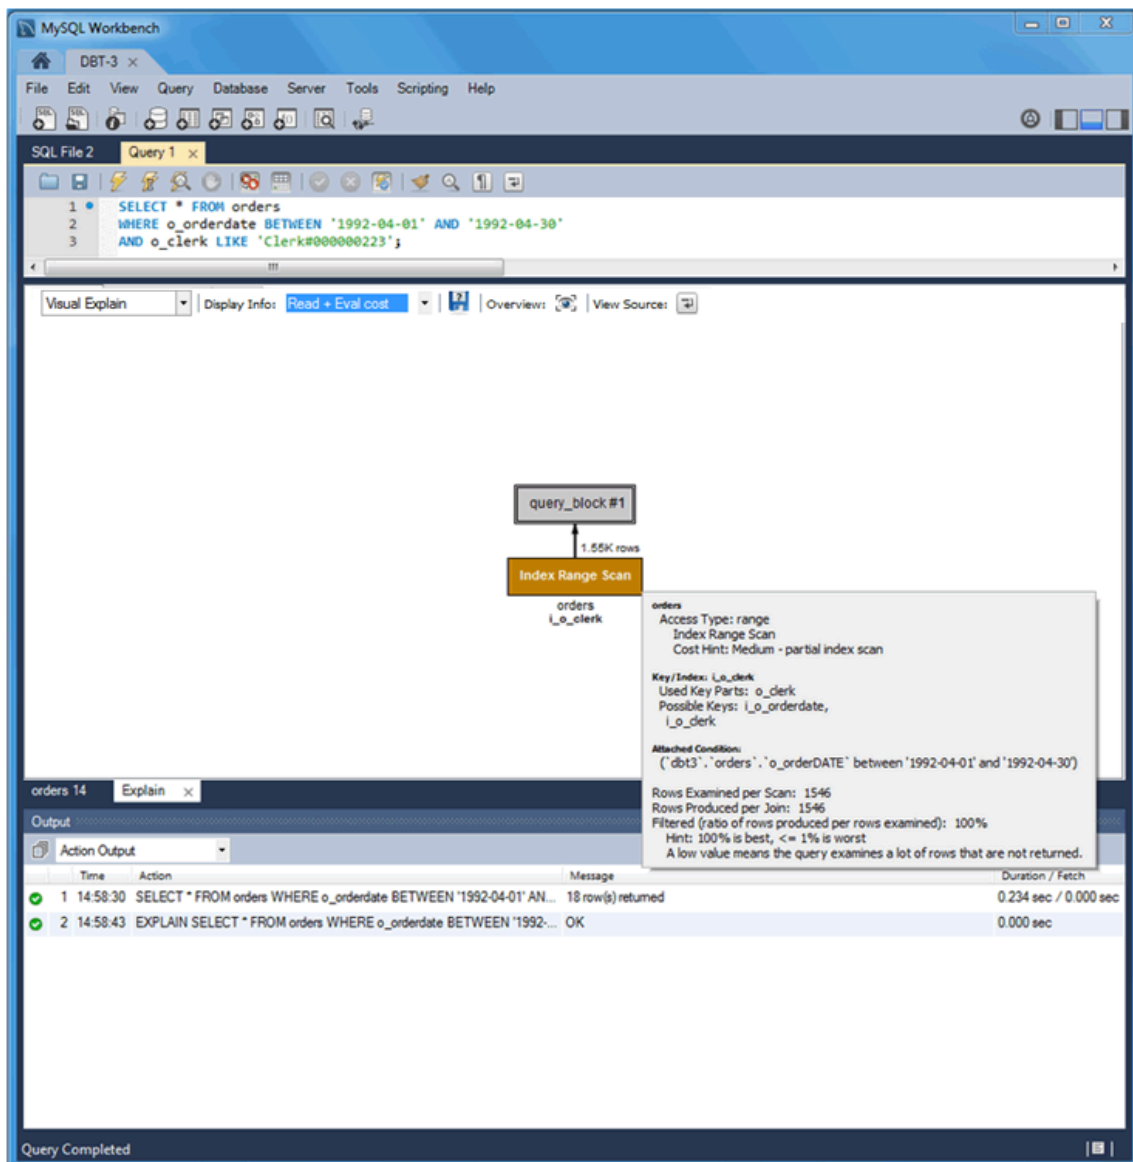 MySQL Workbench
DBT-3
File Edit View Query Database Server Tools Scripting Help
SQL File 2 Query 1
1 SELECT * FROM orders
2 WHERE o_orderdate BETWEEN '1992-04-01' AND '1992-04-30'
3 AND o_clerk LIKE 'Clerk#000000223';
Visual Explain Display Info: Read + Eval cost Overview: View Source:
query_block #1
1.55K rows
Index Range Scan
orders
i_o_clerk
orders
Access Type: range
Index Range Scan
Cost Hint: Medium - partial index scan
Key/Index: i_o_clerk
Used Key Parts: o_clerk
Possible Keys: i_o_orderdate,
i_o_clerk
Attached Condition:
(`dbt3`.`orders`.`o_orderDATE` between '1992-04-01' and '1992-04-30')
Rows Examined per Scan: 1546
Rows Produced per Join: 1546
Filtered (ratio of rows produced per rows examined): 100%
Hint: 100% is best, <= 1% is worst
A low value means the query examines a lot of rows that are not returned.
orders 14 Explain
Output
Action Output
Time Action Message Duration / Fetch
1 14:58:30 SELECT * FROM orders WHERE o_orderdate BETWEEN '1992-04-01' AN... 18 row(s) returned 0.234 sec / 0.000 sec
2 14:58:43 EXPLAIN SELECT * FROM orders WHERE o_orderdate BETWEEN '1992-... OK 0.000 sec
Query Completed